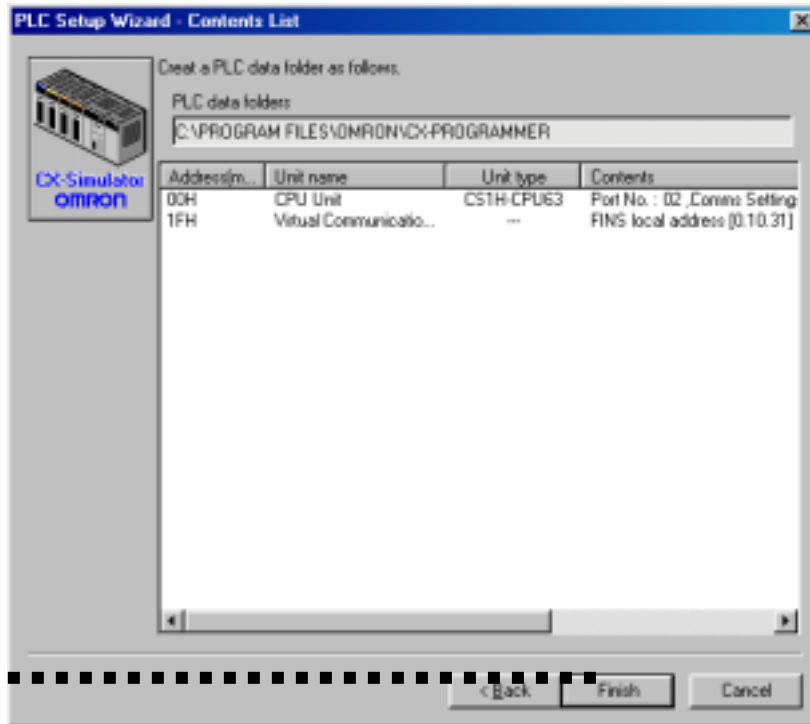 PLC Setup Wizard - Contents List
Creat a PLC data folder as follows.
PLC data folders
C:\PROGRAM FILES\OMRON\CX-PROGRAMMER
CX-Simulator
OMRON
Address(m... Unit name Unit type Contents
00H CPU Unit CS1H-CPU63 Port No. : 02 ,Comms Setting
1FH Virtual Communicatio... --- FINS local address [0.10.31]
< Back Finish Cancel